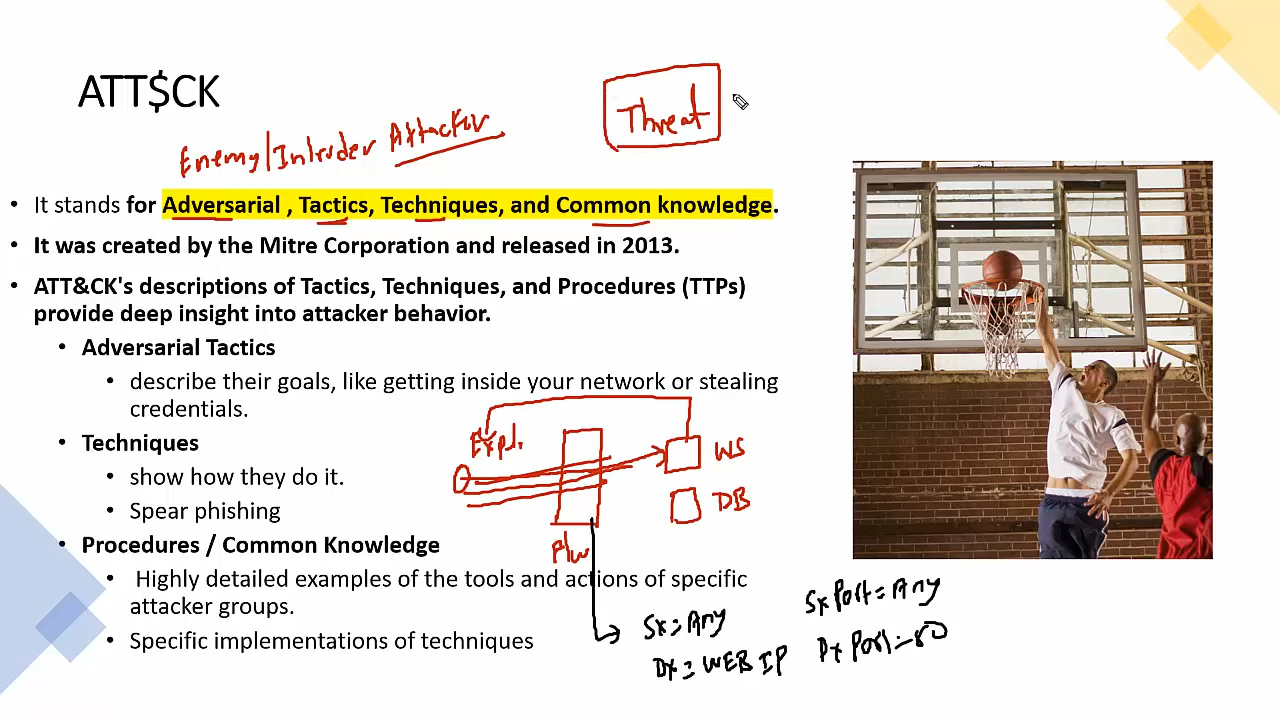 ATT$CK
Threat
Enemy/Intruder Attacker
• It stands for Adversarial , Tactics, Techniques, and Common knowledge.
• It was created by the Mitre Corporation and released in 2013.
• ATT&CK's descriptions of Tactics, Techniques, and Procedures (TTPs)
provide deep insight into attacker behavior.
• Adversarial Tactics
• describe their goals, like getting inside your network or stealing
credentials.
• Techniques
Expl.
WS
• show how they do it.
• Spear phishing
DB
• Procedures / Common Knowledge
F/w
• Highly detailed examples of the tools and actions of specific
attacker groups.
• Specific implementations of techniques
Sx = Any
Sx Port = Any
Dx = WEB IP
Dx Port = 80